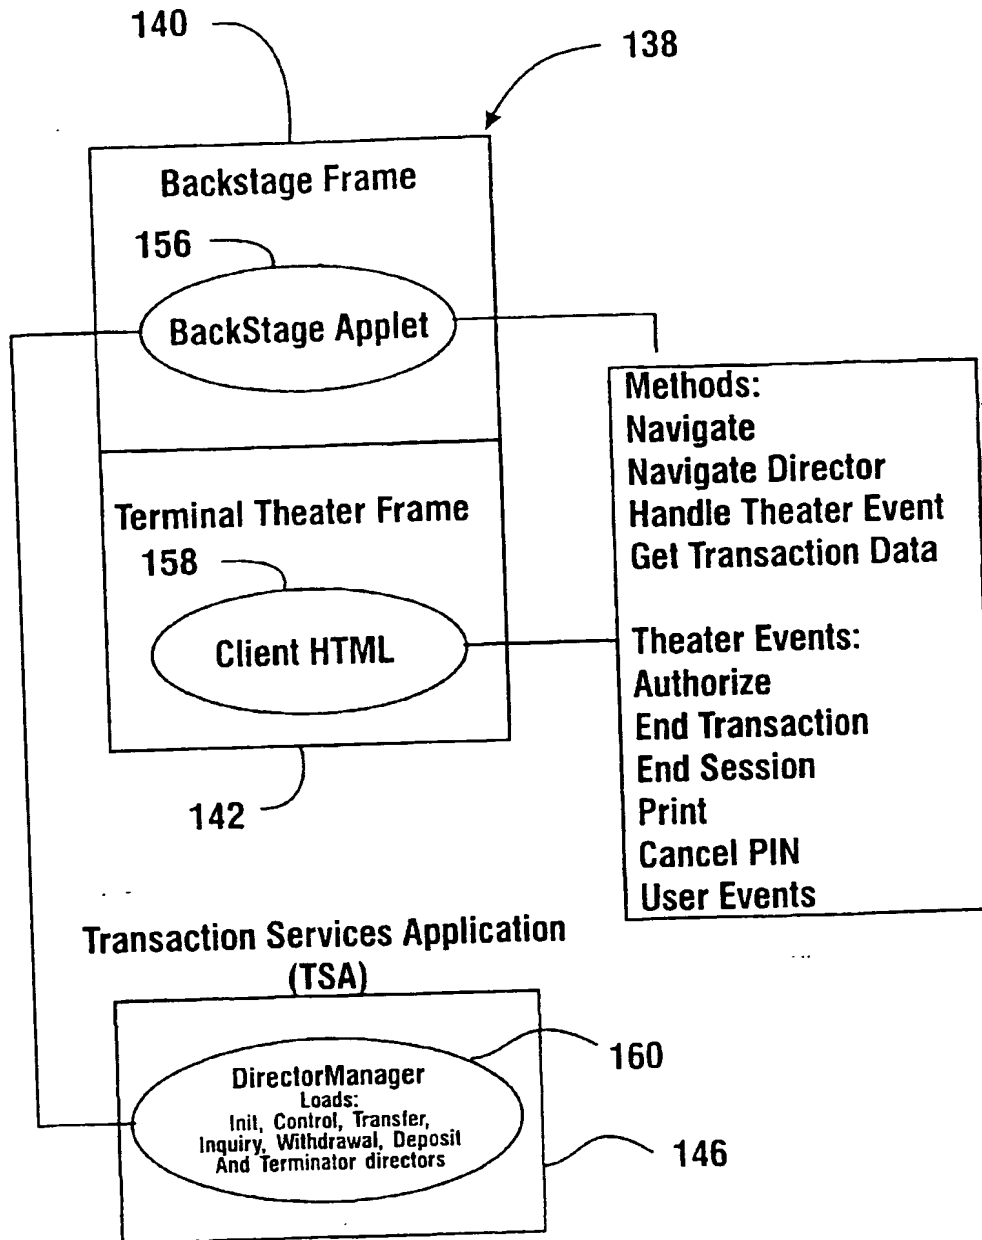 140
138
Backstage Frame
156
BackStage Applet
Methods:
Navigate
Navigate Director
Handle Theater Event
Get Transaction Data
Terminal Theater Frame
158
Client HTML
Theater Events:
Authorize
End Transaction
End Session
Print
Cancel PIN
User Events
142
Transaction Services Application
(TSA)
160
DirectorManager
Loads:
Init, Control, Transfer,
Inquiry, Withdrawal, Deposit
And Terminator directors
146